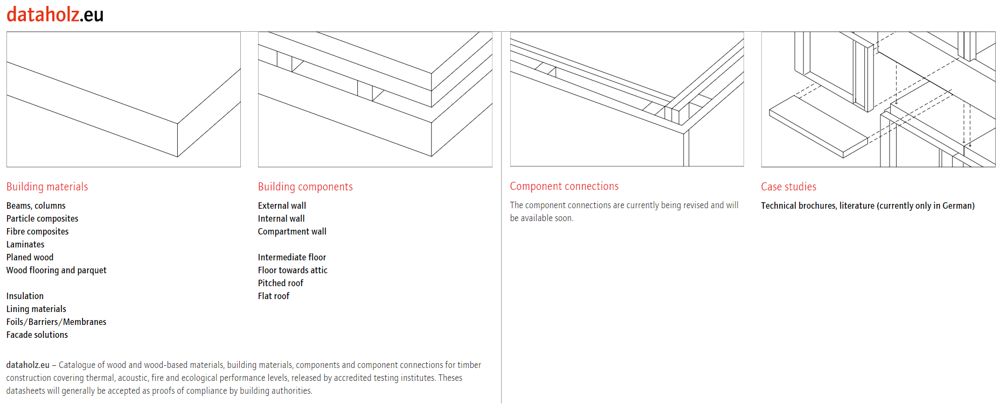 dataholz.eu
Building materials
Beams, columns
Particle composites
Fibre composites
Laminates
Planed wood
Wood flooring and parquet
Insulation
Lining materials
Foils/Barriers/Membranes
Facade solutions
Building components
External wall
Internal wall
Compartment wall
Intermediate floor
Floor towards attic
Pitched roof
Flat roof
Component connections
The component connections are currently being revised and will
be available soon.
Case studies
Technical brochures, literature (currently only in German)
dataholz.eu – Catalogue of wood and wood-based materials, building materials, components and component connections for timber
construction covering thermal, acoustic, fire and ecological performance levels, released by accredited testing institutes. Theses
datasheets will generally be accepted as proofs of compliance by building authorities.